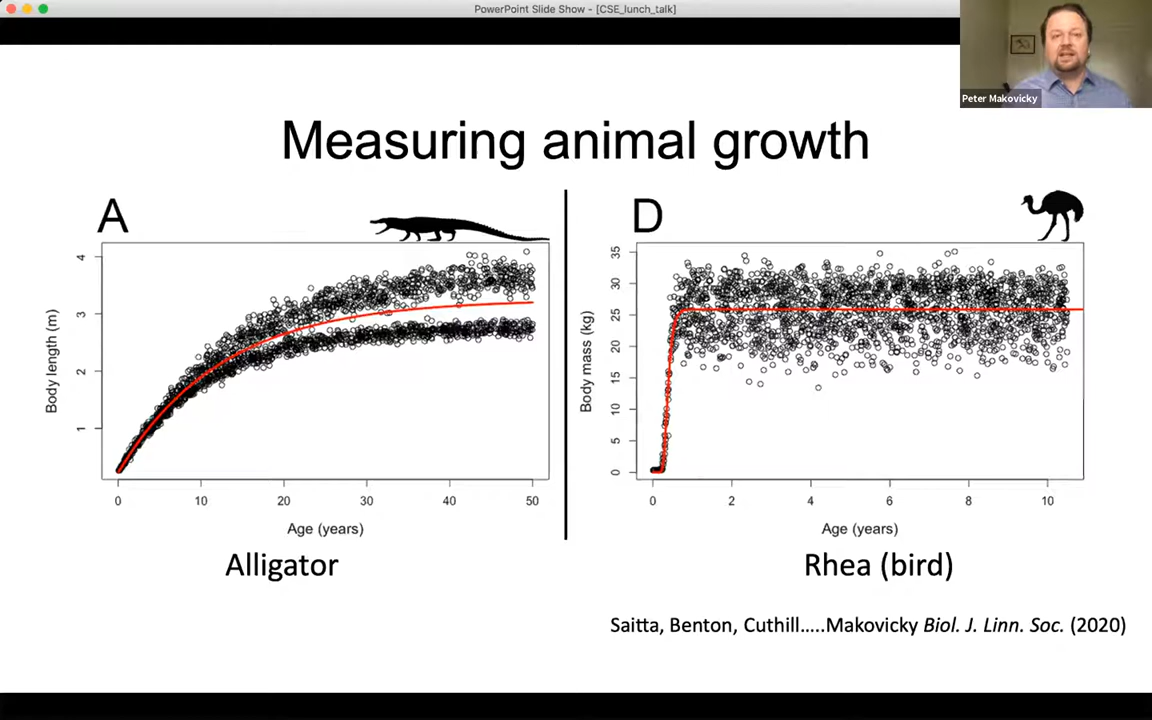 PowerPoint Slide Show - [CSE_lunch_talk]
Peter Makovicky
Measuring animal growth
A
Body length (m)
4
3
2
1
0 10 20 30 40 50
Age (years)
Alligator
D
Body mass (kg)
35
30
25
20
15
10
5
0
0 2 4 6 8 10
Age (years)
Rhea (bird)
Saitta, Benton, Cuthill.....Makovicky Biol. J. Linn. Soc. (2020)